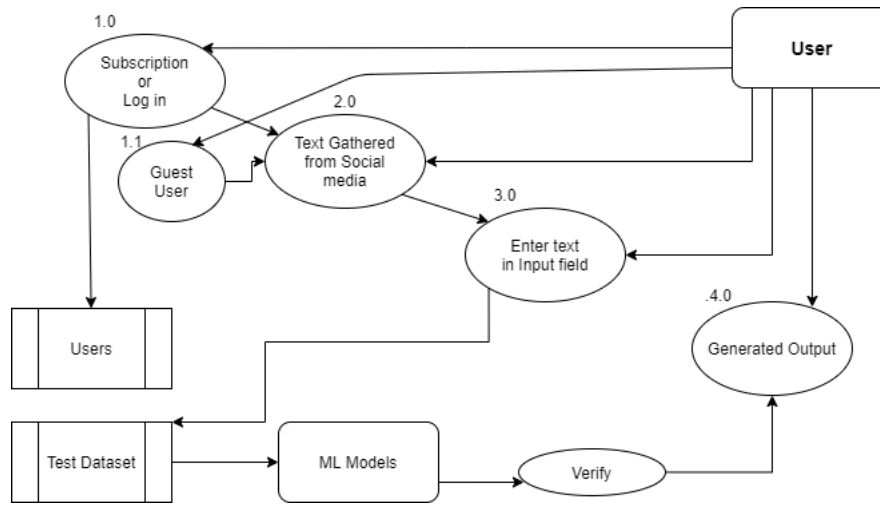 1.0
Subscription
or
Log in
User
2.0
1.1
Guest
User
Text Gathered
from Social
media
3.0
Enter text
in Input field
.4.0
Generated Output
Users
Test Dataset
ML Models
Verify